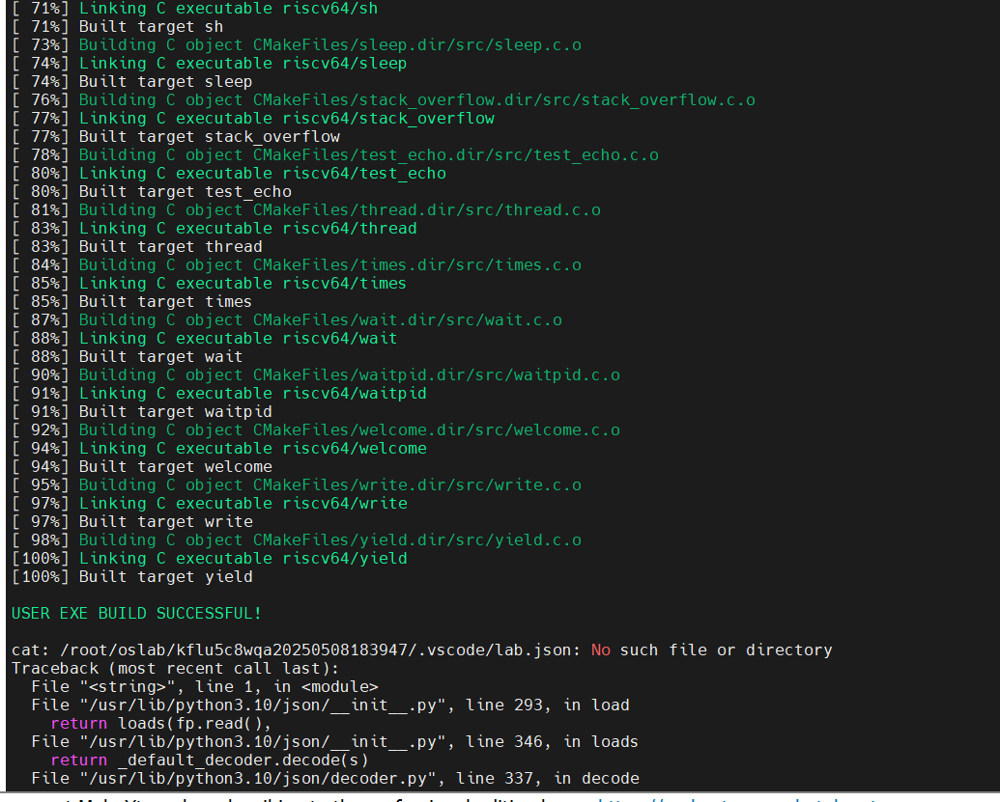 [ 71%] Linking C executable riscv64/sh
[ 71%] Built target sh
[ 73%] Building C object CMakeFiles/sleep.dir/src/sleep.c.o
[ 74%] Linking C executable riscv64/sleep
[ 74%] Built target sleep
[ 76%] Building C object CMakeFiles/stack_overflow.dir/src/stack_overflow.c.o
[ 77%] Linking C executable riscv64/stack_overflow
[ 77%] Built target stack_overflow
[ 78%] Building C object CMakeFiles/test_echo.dir/src/test_echo.c.o
[ 80%] Linking C executable riscv64/test_echo
[ 80%] Built target test_echo
[ 81%] Building C object CMakeFiles/thread.dir/src/thread.c.o
[ 83%] Linking C executable riscv64/thread
[ 83%] Built target thread
[ 84%] Building C object CMakeFiles/times.dir/src/times.c.o
[ 85%] Linking C executable riscv64/times
[ 85%] Built target times
[ 87%] Building C object CMakeFiles/wait.dir/src/wait.c.o
[ 88%] Linking C executable riscv64/wait
[ 88%] Built target wait
[ 90%] Building C object CMakeFiles/waitpid.dir/src/waitpid.c.o
[ 91%] Linking C executable riscv64/waitpid
[ 91%] Built target waitpid
[ 92%] Building C object CMakeFiles/welcome.dir/src/welcome.c.o
[ 94%] Linking C executable riscv64/welcome
[ 94%] Built target welcome
[ 95%] Building C object CMakeFiles/write.dir/src/write.c.o
[ 97%] Linking C executable riscv64/write
[ 97%] Built target write
[ 98%] Building C object CMakeFiles/yield.dir/src/yield.c.o
[100%] Linking C executable riscv64/yield
[100%] Built target yield
USER EXE BUILD SUCCESSFUL!
cat: /root/oslab/kflu5c8wqa20250508183947/.vscode/lab.json: No such file or directory
Traceback (most recent call last):
  File "<string>", line 1, in <module>
  File "/usr/lib/python3.10/json/__init__.py", line 293, in load
    return loads(fp.read(),
  File "/usr/lib/python3.10/json/__init__.py", line 346, in loads
    return _default_decoder.decode(s)
  File "/usr/lib/python3.10/json/decoder.py", line 337, in decode